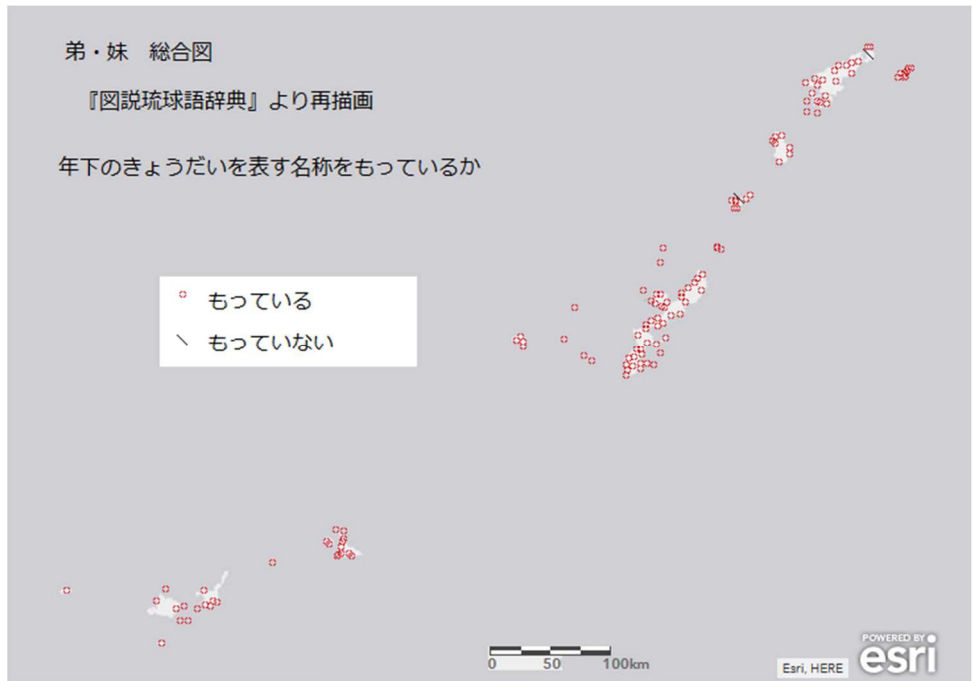 弟・妹　総合図
『図説琉球語辞典』より再描画
年下のきょうだいを表す名称をもっているか
もっている
もっていない
0 50 100km
Esri, HERE
POWERED BY
esri